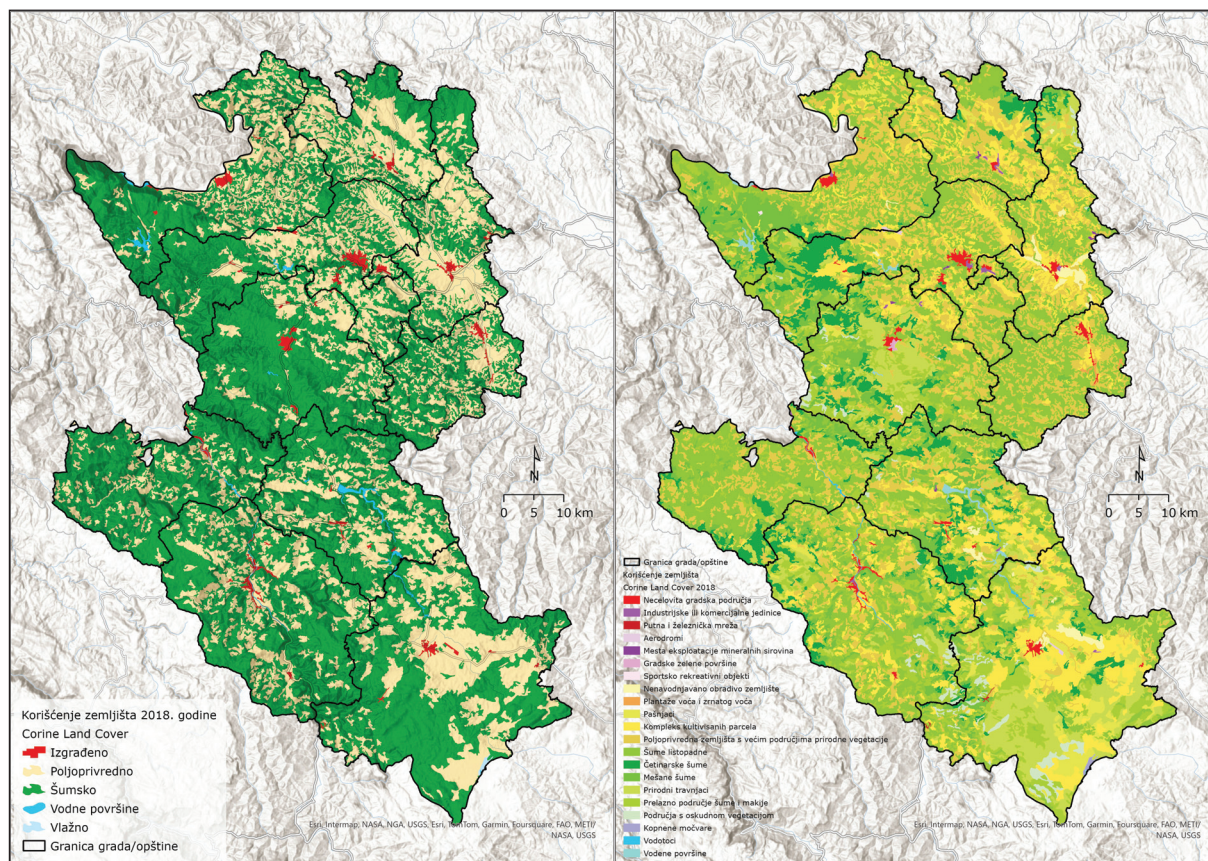 N
0 5 10 km
Korišćenje zemljišta 2018. godine
Corine Land Cover
Izgrađeno
Poljoprivredno
Šumsko
Vodne površine
Vlažno
Granica grada/opštine
Esri, Intermap, NASA, NGA, USGS, Esri, TomTom, Garmin, Foursquare, FAO, METI/
NASA, USGS
N
0 5 10 km
Granica grada/opštine
Korišćenje zemljišta
Corine Land Cover 2018
Necelovita gradska područja
Industrijske ili komercijalne jedinice
Putna i železnička mreža
Aerodromi
Mesta eksploatacije mineralnih sirovina
Gradske zelene površine
Sportsko rekreativni objekti
Nenavodnjavano obradivo zemljište
Plantaže voća i zrnatog voća
Pašnjaci
Kompleks kultivisanih parcela
Poljoprivredna zemljišta s većim područjima prirodne vegetacije
Šume listopadne
Četinarske šume
Mešane šume
Prirodni travnjaci
Prelazno područje šume i makije
Područja s oskudnom vegetacijom
Kopnene močvare
Vodotoci
Vodene površine
Esri, Intermap, NASA, NGA, USGS, Esri, TomTom, Garmin, Foursquare, FAO, METI/
NASA, USGS